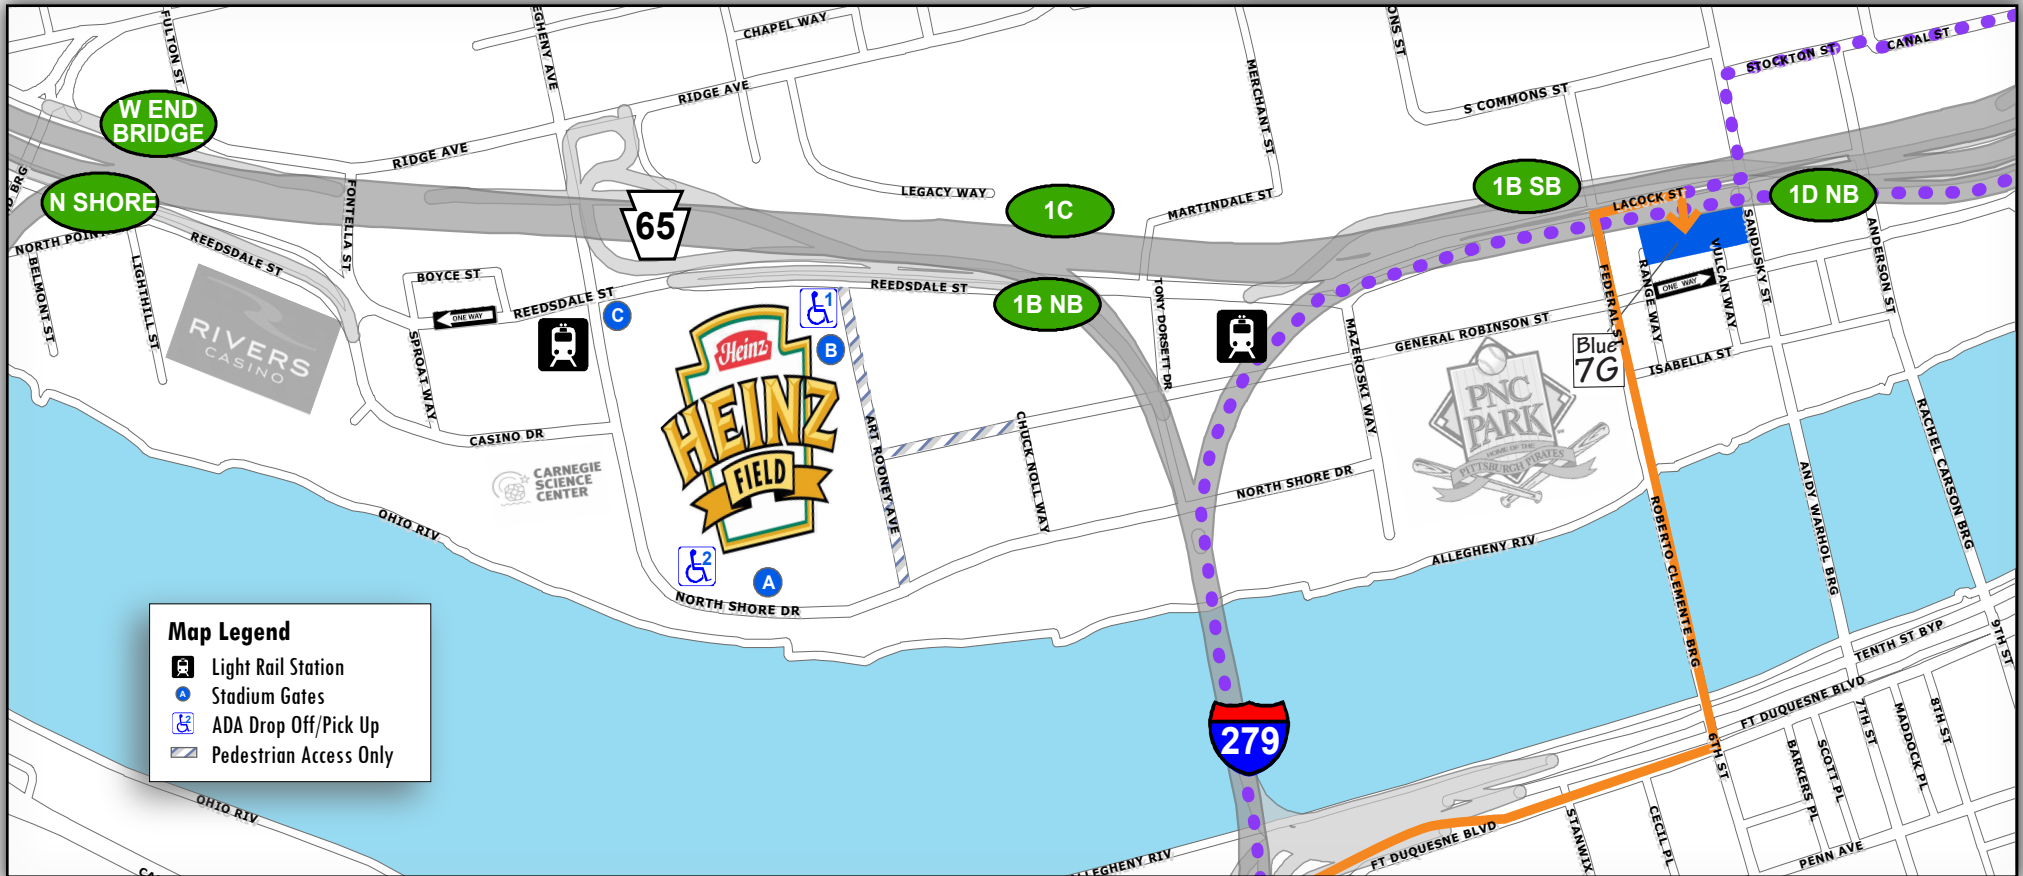 FULTON ST
CHAPEL WAY
STOCKTON ST
CANAL ST
RIDGE AVE
MERCHANT ST
S COMMONS ST
W END
BRIDGE
RIDGE AVE
LEGACY WAY
MARTINDALE ST
1B SB
LACOCK ST
1D NB
N SHORE
FONTELLA ST
65
1C
SANDUSKY ST
ANDERSON ST
REEDSDALE ST
BELMONT ST
LIGHTHILL ST
BOYCE ST
ONE WAY
REEDSDALE ST
REEDSDALE ST
1B NB
TONY DORSETT DR
FEDERAL ST
RANGE WAY
VULCAN WAY
ONE WAY
RIVERS
CASINO
SPROAT WAY
C
1
B
Heinz
HEINZ
FIELD
MAZEROSKI WAY
GENERAL ROBINSON ST
Blue
7G
ISABELLA ST
PNC
PARK
HOME OF THE
PITTSBURGH PIRATES
CASINO DR
CARNEGIE
SCIENCE
CENTER
ART ROONEY AVE
CHUCK NOLL WAY
NORTH SHORE DR
RACHEL CARSON BRG
ANDY WARHOL BRG
ROBERTO CLEMENTE BRG
OHIO RIV
ALLEGHENY RIV
2
A
NORTH SHORE DR
Map Legend
Light Rail Station
A
Stadium Gates
2
ADA Drop Off/Pick Up
Pedestrian Access Only
9TH ST
TENTH ST BYP
FT DUQUESNE BLVD
279
6TH ST
7TH ST
MADDOCK PL
8TH ST
BARKERS PL
SCOTT PL
OHIO RIV
FT DUQUESNE BLVD
STANWIX
CECIL PL
PENN AVE